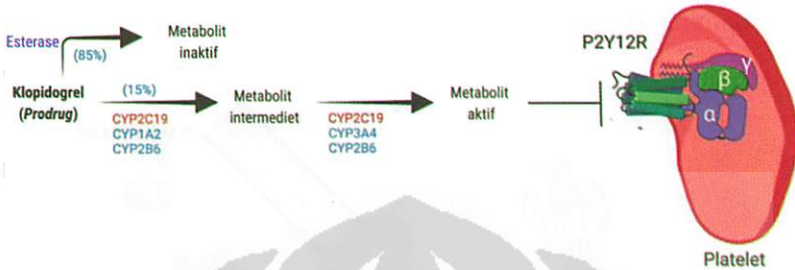 Esterase
(85%)
Metabolit
inaktif
Klopidogrel
(Prodrug)
(15%)
CYP2C19
CYP1A2
CYP2B6
Metabolit
intermediet
CYP2C19
CYP3A4
CYP2B6
Metabolit
aktif
P2Y12R
γ
β
α
Platelet